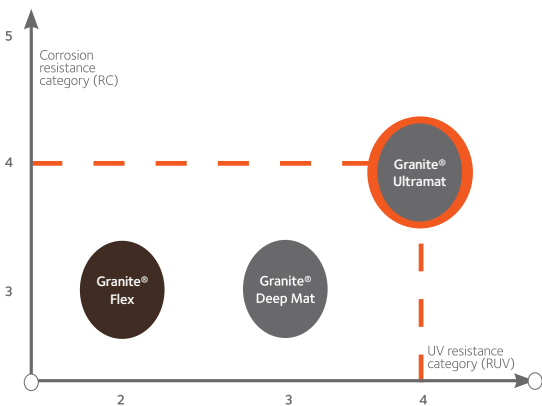 5
Corrosion
resistance
category (RC)
4
Granite®
Ultramat
3
Granite®
Flex
Granite®
Deep Mat
UV resistance
category (RUV)
2
3
4